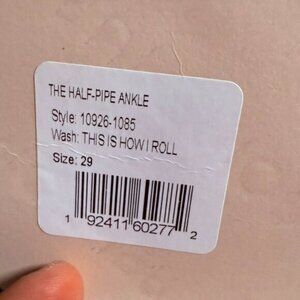 THE HALF-PIPE ANKLE
Style: 10926-1085
Wash: THIS IS HOW I ROLL
Size: 29
1 92411 60277 2